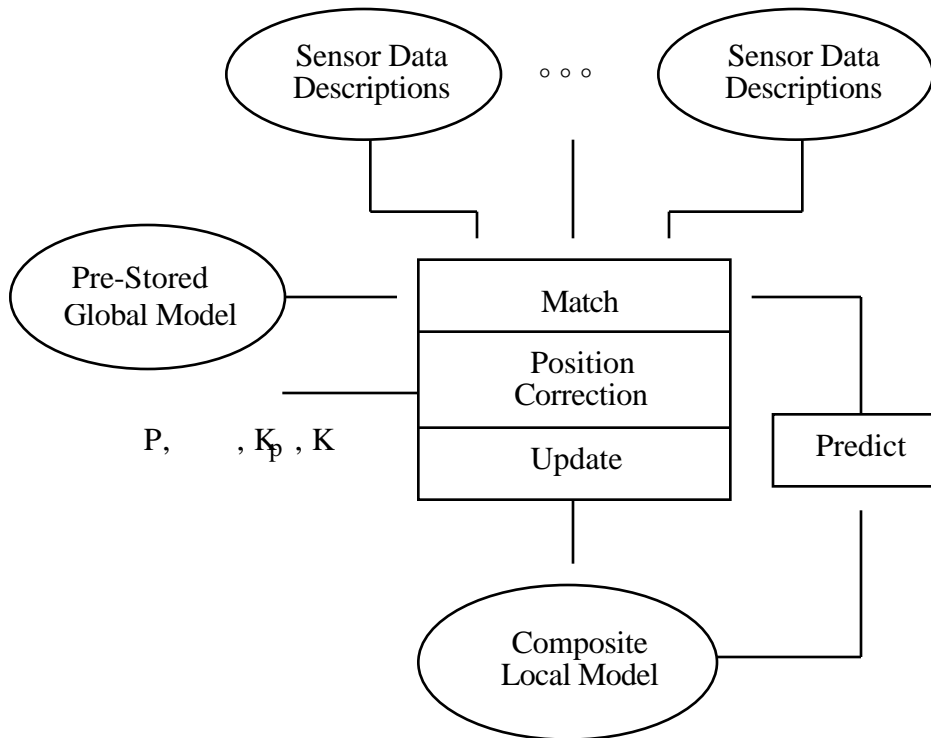 Sensor Data
Descriptions
○ ○ ○
Sensor Data
Descriptions
Pre-Stored
Global Model
Match
Position
Correction
P, , Kp , K
Update
Predict
Composite
Local Model